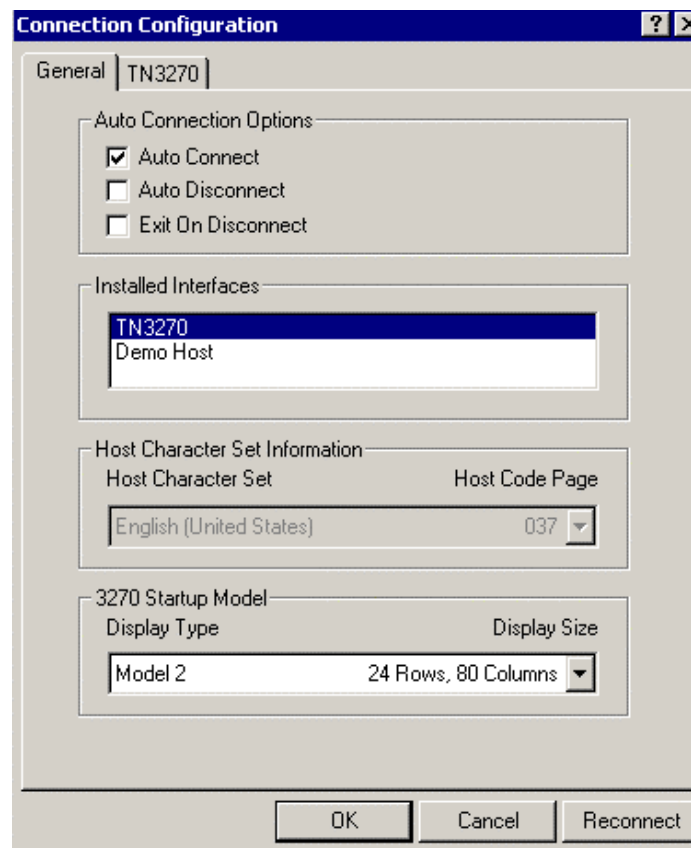 Connection Configuration
General TN3270
Auto Connection Options
Auto Connect
Auto Disconnect
Exit On Disconnect
Installed Interfaces
TN3270
Demo Host
Host Character Set Information
Host Character Set Host Code Page
English (United States) 037
3270 Startup Model
Display Type Display Size
Model 2 24 Rows, 80 Columns
OK Cancel Reconnect